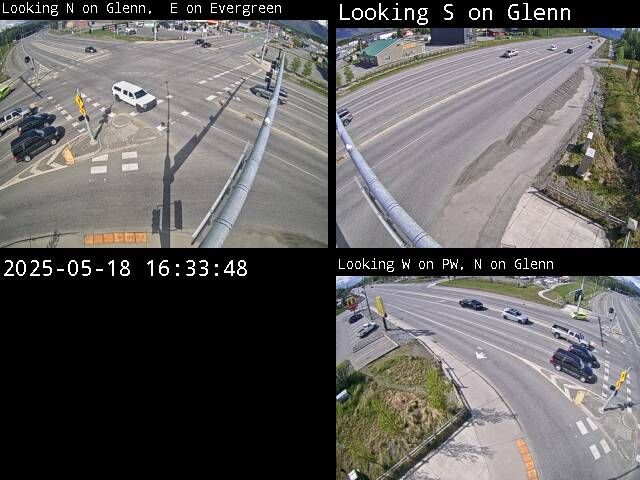 Looking N on Glenn,  E on Evergreen
Looking S on Glenn
2025-05-18 16:33:48
Looking W on PW, N on Glenn